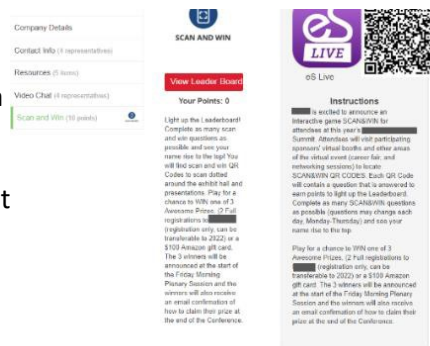 Company Details
Contact Info (4 representatives)
Resources (5 items)
Video Chat (4 representatives)
Scan and Win (10 points)
n
t
SCAN AND WIN
View Leader Board
Your Points: 0
Light up the Leaderboard!
Complete as many scan
and win questions as
possible and see your
name rise to the top! You
will find scan and win QR
Codes to scan dotted
around the exhibit hall and
presentations. Play for a
chance to WIN one of 3
Awesome Prizes, (2 Full
registrations to
(registration only, can be
transferable to 2022) or a
$100 Amazon gift card.
The 3 winners will be
announced at the start of
the Friday Morning
Plenary Session and the
winners will also receive
an email confirmation of
how to claim their prize at
the end of the Conference.
eS
LIVE
eS Live
Instructions
is excited to announce an
Interactive game SCAN&WIN for
attendees at this year's
Summit. Attendees will visit participating
sponsors' virtual booths and other areas
of the virtual event (career fair, and
networking sessions) to locate
SCAN&WIN QR CODES. Each QR Code
will contain a question that is answered to
earn points to light up the Leaderboard.
Complete as many SCAN&WIN questions
as possible (questions may change each
day, Monday-Thursday) and see your
name rise to the top
Play for a chance to WIN one of 3
Awesome Prizes, (2 Full registrations to
(registration only, can be
transferable to 2022) or a $100 Amazon
gift card. The 3 winners will be announced
at the start of the Friday Morning Plenary
Session and the winners will also receive
an email confirmation of how to claim their
prize at the end of the Conference.